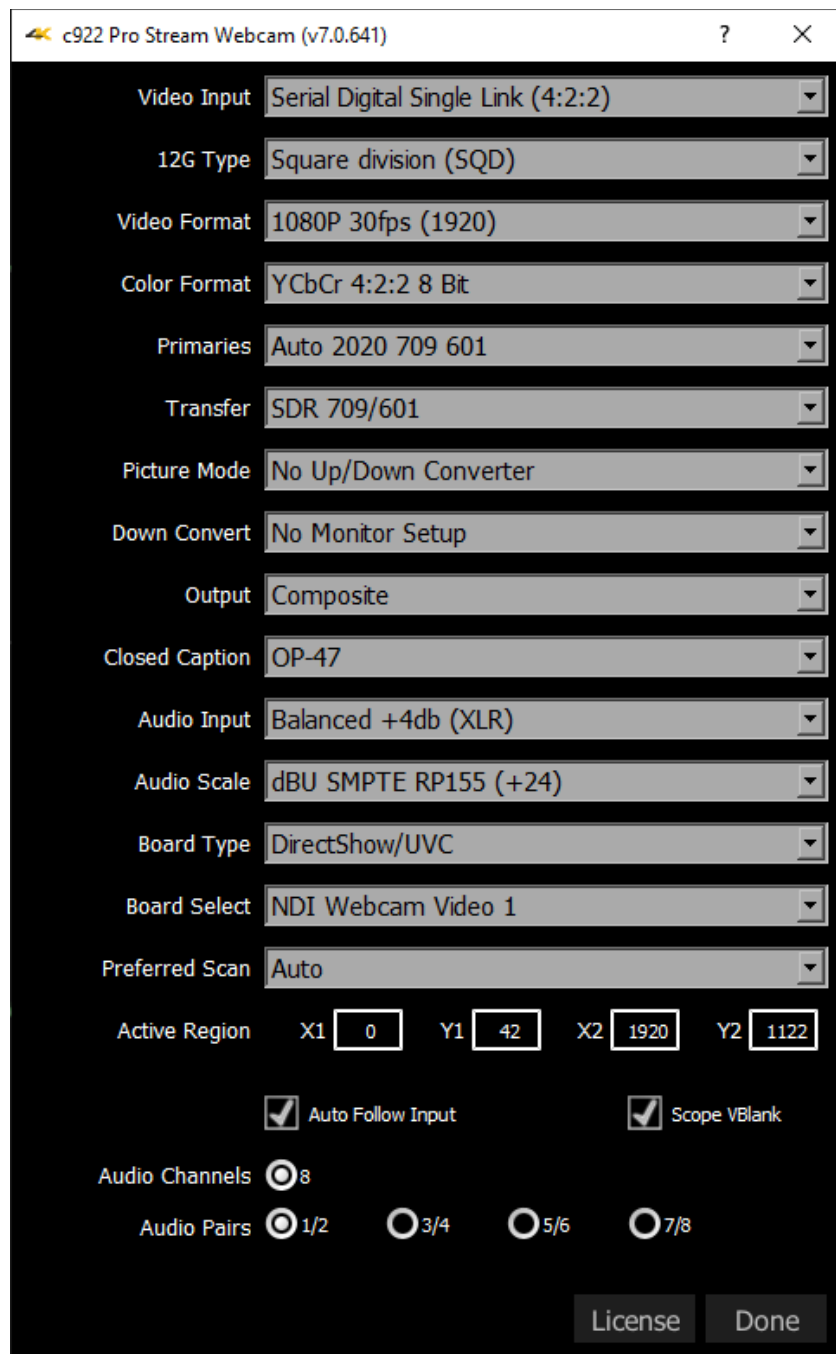 4K c922 Pro Stream Webcam (v7.0.641) ?
Video Input Serial Digital Single Link (4:2:2)
12G Type Square division (SQD)
Video Format 1080P 30fps (1920)
Color Format YCbCr 4:2:2 8 Bit
Primaries Auto 2020 709 601
Transfer SDR 709/601
Picture Mode No Up/Down Converter
Down Convert No Monitor Setup
Output Composite
Closed Caption OP-47
Audio Input Balanced +4db (XLR)
Audio Scale dBU SMPTE RP155 (+24)
Board Type DirectShow/UVC
Board Select NDI Webcam Video 1
Preferred Scan Auto
Active Region X1 0 Y1 42 X2 1920 Y2 1122
Auto Follow Input Scope VBlank
Audio Channels 8
Audio Pairs 1/2 3/4 5/6 7/8
License Done